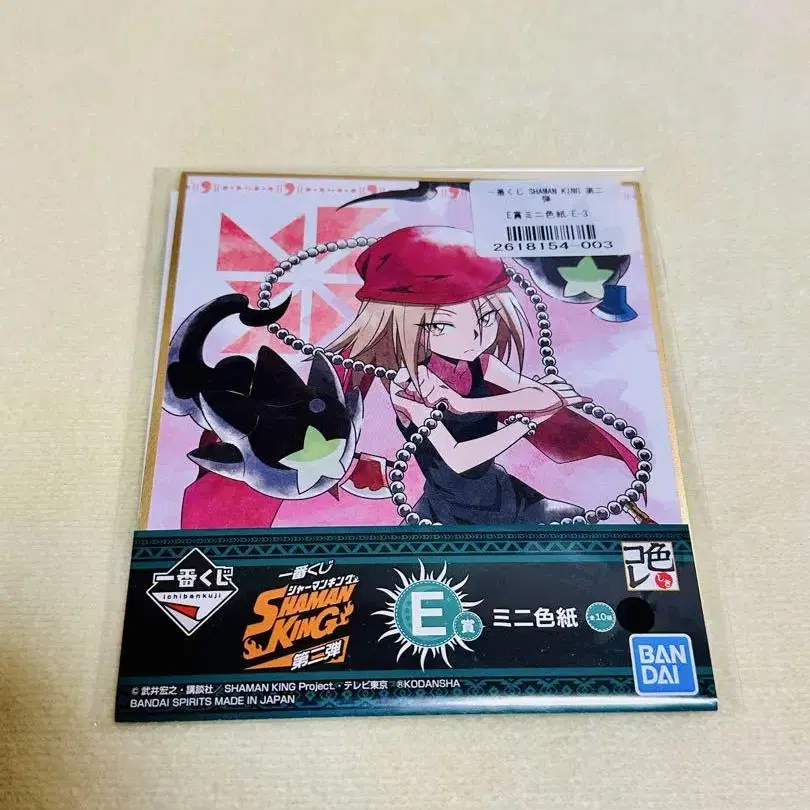 一番くじ SHAMAN KING 第二
弾
E賞ミニ色紙 E-3
2618154-003
一番くじ
ichibankuji
一番くじ
シャーマンキング
SHAMAN
KING
第二弾
E賞
ミニ色紙
全10種
色コレ
しき
BAN
DAI
© 武井宏之・講談社／SHAMAN KING Project.・テレビ東京 ®KODANSHA
BANDAI SPIRITS MADE IN JAPAN